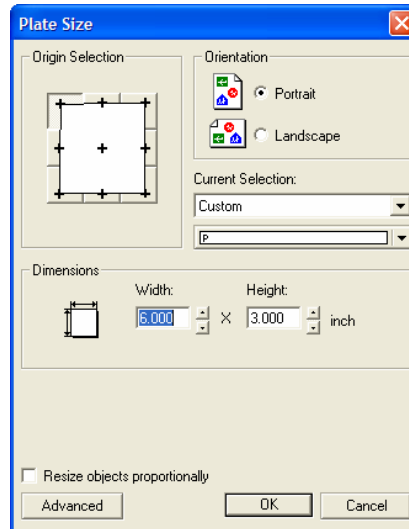 Plate Size
Origin Selection
Orientation
Portrait
Landscape
Current Selection:
Custom
P
Dimensions
Width:
Height:
6.000 X 3.000 inch
Resize objects proportionally
Advanced
OK
Cancel